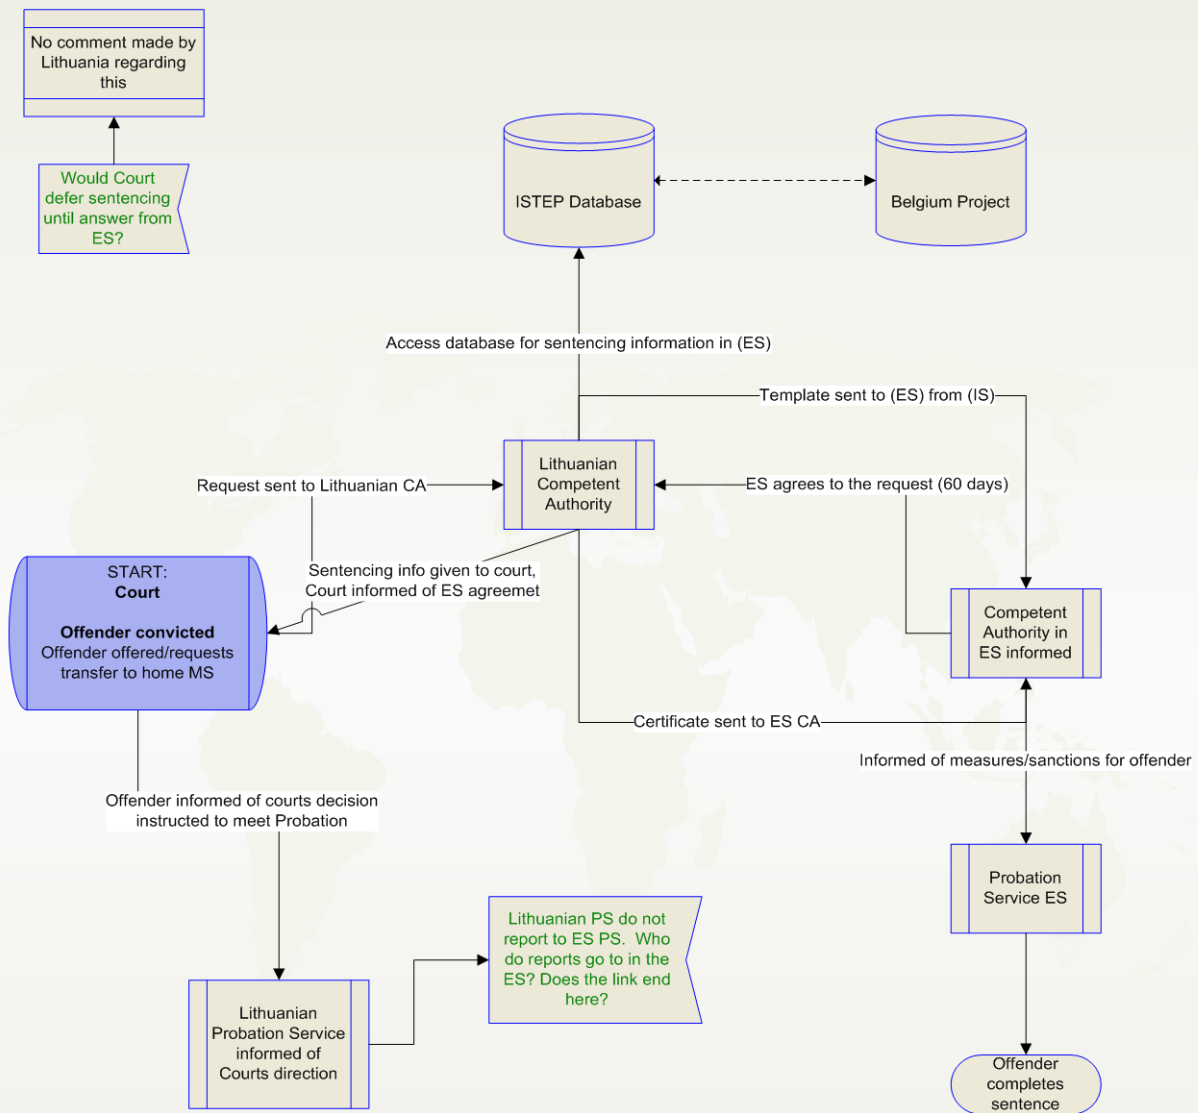 No comment made by
Lithuania regarding
this
Would Court
defer sentencing
until answer from
ES?
ISTEP Database
Belgium Project
Access database for sentencing information in (ES)
Template sent to (ES) from (IS)
Lithuanian
Competent
Authority
Request sent to Lithuanian CA
ES agrees to the request (60 days)
START:
Court
Offender convicted
Offender offered/requests
transfer to home MS
Sentencing info given to court,
Court informed of ES agreemet
Competent
Authority in
ES informed
Certificate sent to ES CA
Informed of measures/sanctions for offender
Offender informed of courts decision
instructed to meet Probation
Probation
Service ES
Lithuanian PS do not
report to ES PS.  Who
do reports go to in the
ES? Does the link end
here?
Lithuanian
Probation Service
informed of
Courts direction
Offender
completes
sentence